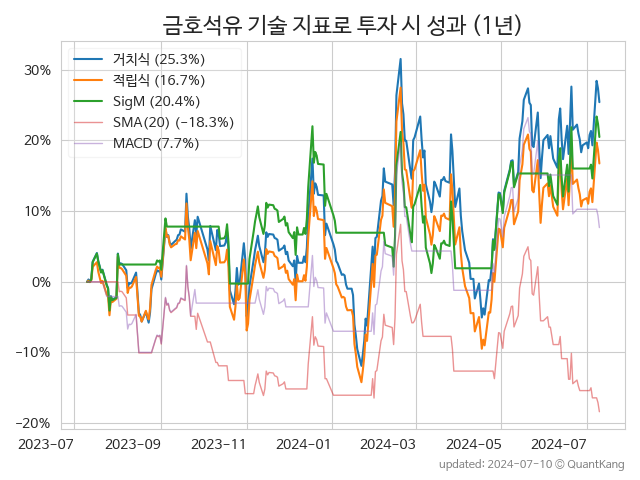 금호석유 기술 지표로 투자 시 성과 (1년)
거치식 (25.3%)
적립식 (16.7%)
SigM (20.4%)
SMA(20) (−18.3%)
MACD (7.7%)
30%
20%
10%
0%
−10%
−20%
2023-07 2023-09 2023-11 2024-01 2024-03 2024-05 2024-07
updated: 2024-07-10 © QuantKang